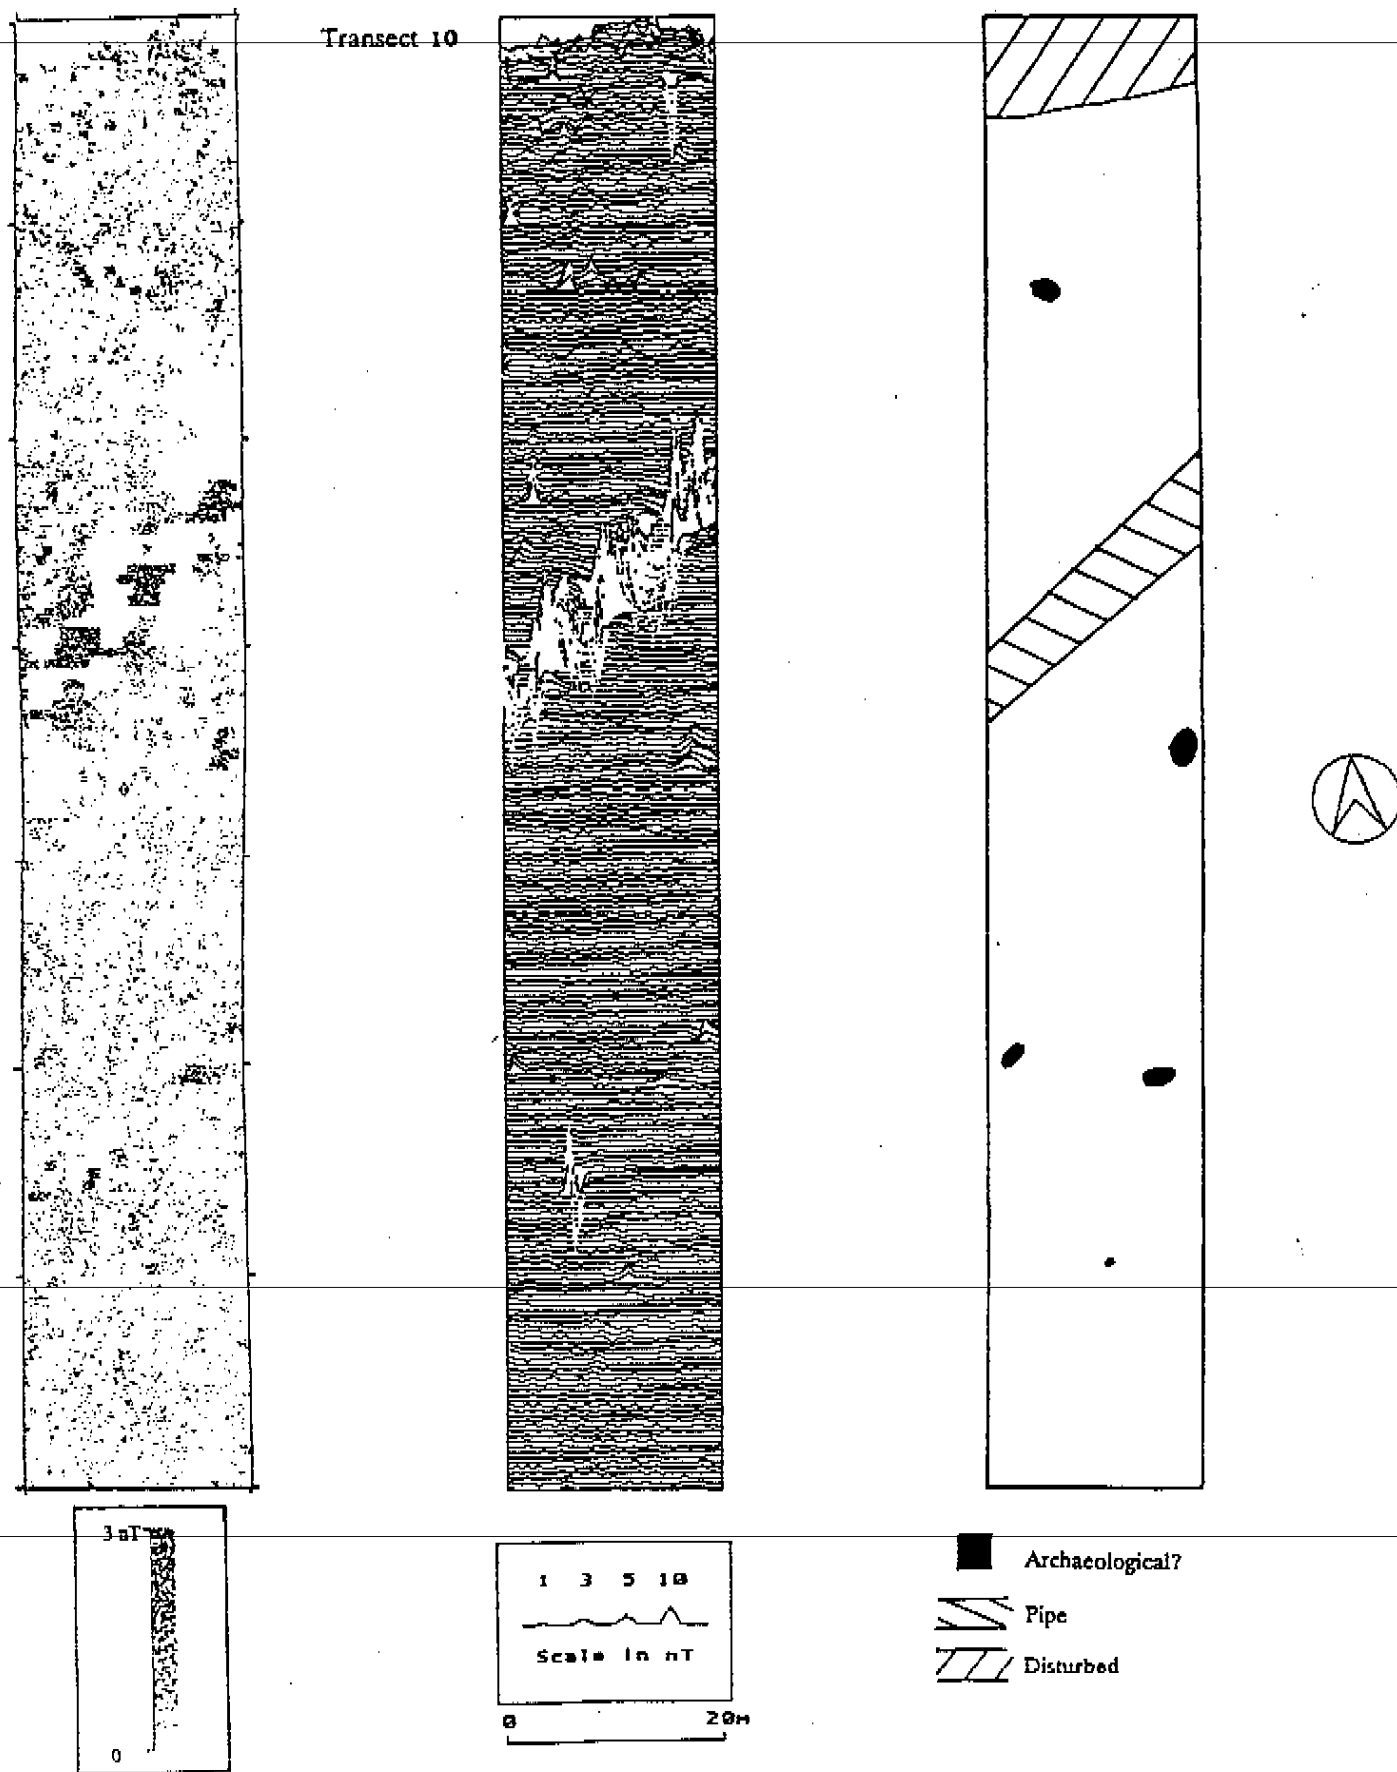 Transect 10
3 nT
0
1 3 5 10
Scale in nT
0 20m
Archaeological?
Pipe
Disturbed